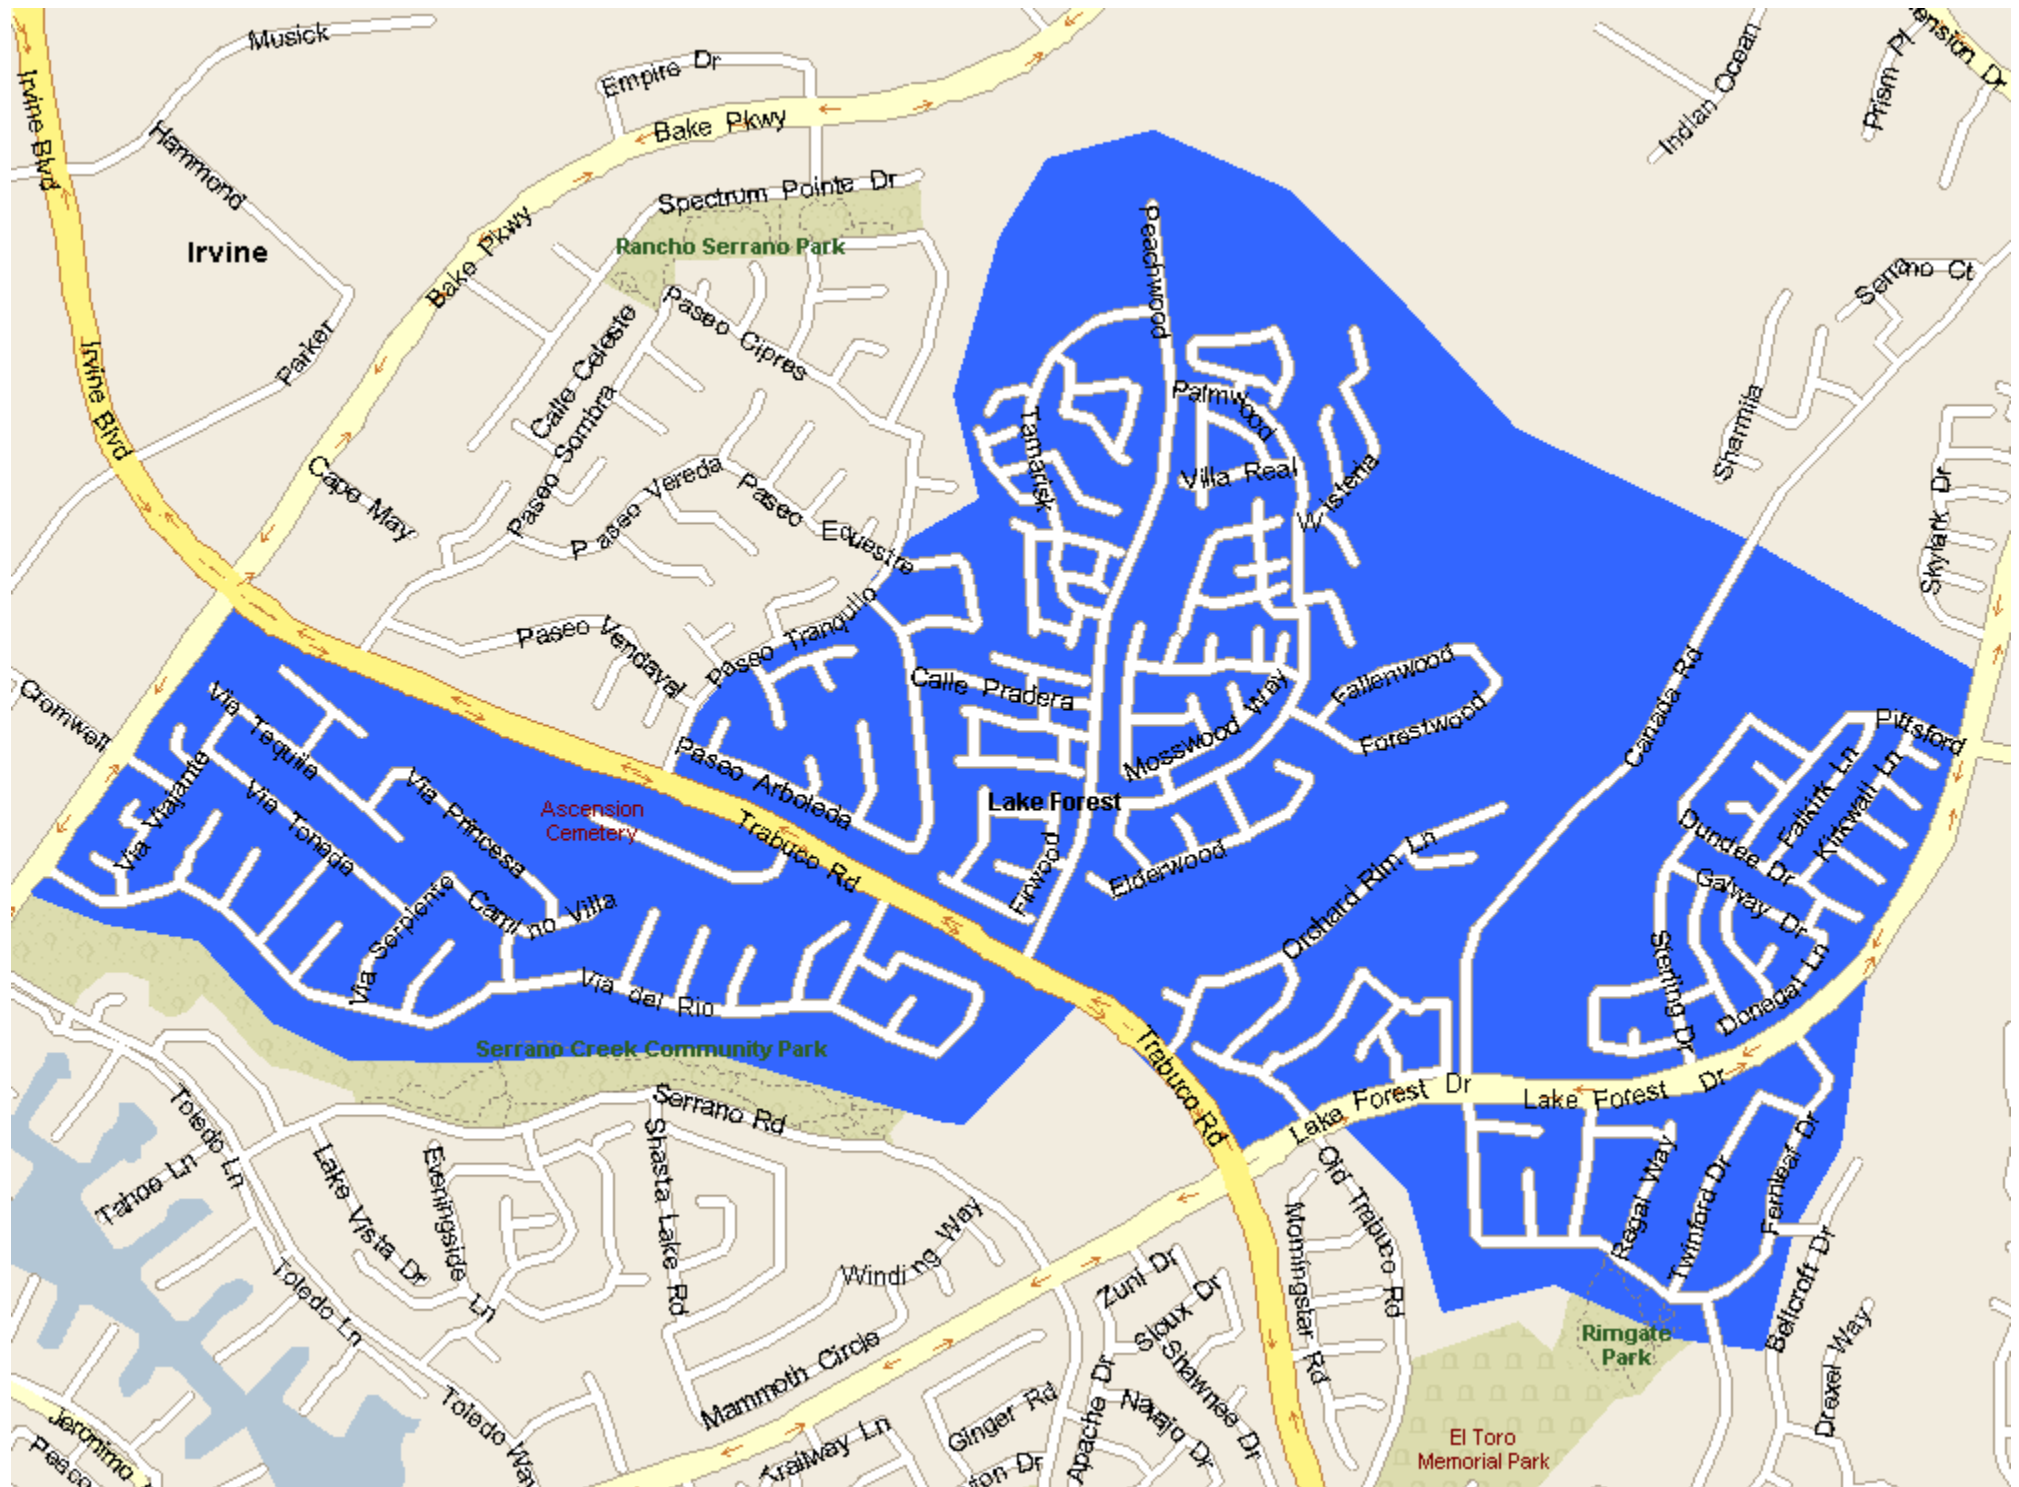 Musick
Empire Dr
Bake Pkwy
Irvine Blvd
Hammond
Spectrum Pointe Dr
Rancho Serrano Park
Irvine
Bake Pkwy
Indian Ocean
Prism Pl
ension Dr
Peachwood
Paseo Cipres
Calle Celeste
Parker
Irvine Blvd
Serrano Ct
Sharmila
Skylark Dr
Palmwood
Tamarisk
Villa Real
Wisteria
Paseo Sombra
Cape May
Paseo Vereda
Paseo Equestre
Paseo Vendaval
Paseo Tranquilo
Calle Pradera
Mosswood Way
Fallenwood
Forestwood
Canada Rd
Pittsford
Cromwell
Via Tequila
Via Viajante
Via Tonada
Via Princesa
Paseo Arboleda
Ascension
Cemetery
Trabuco Rd
Lake Forest
Firwood
Elderwood
Orchard Rim Ln
Dundee Dr
Falkirk Ln
Kirkwall Ln
Galway Dr
Sterling Dr
Donegal Ln
Via Serpiente
Camino Villa
Via del Rio
Serrano Creek Community Park
Trabuco Rd
Lake Forest Dr
Lake Forest Dr
Toledo Ln
Serrano Rd
Tahoe Ln
Lake Vista Dr
Eveningside Ln
Shasta Lake Rd
Winding Way
Old Trabuco Rd
Morningstar Rd
Regal Way
Twinford Dr
Fernleaf Dr
Bellcroft Dr
Toledo Ln
Zuni Dr
Sioux Dr
Shawnee Dr
Mammoth Circle
Rimgate
Park
Drexel Way
Toledo Way
Jeronimo
Paseo
Trailway Ln
Ginger Rd
ton Dr
Apache Dr
Navajo Dr
El Toro
Memorial Park